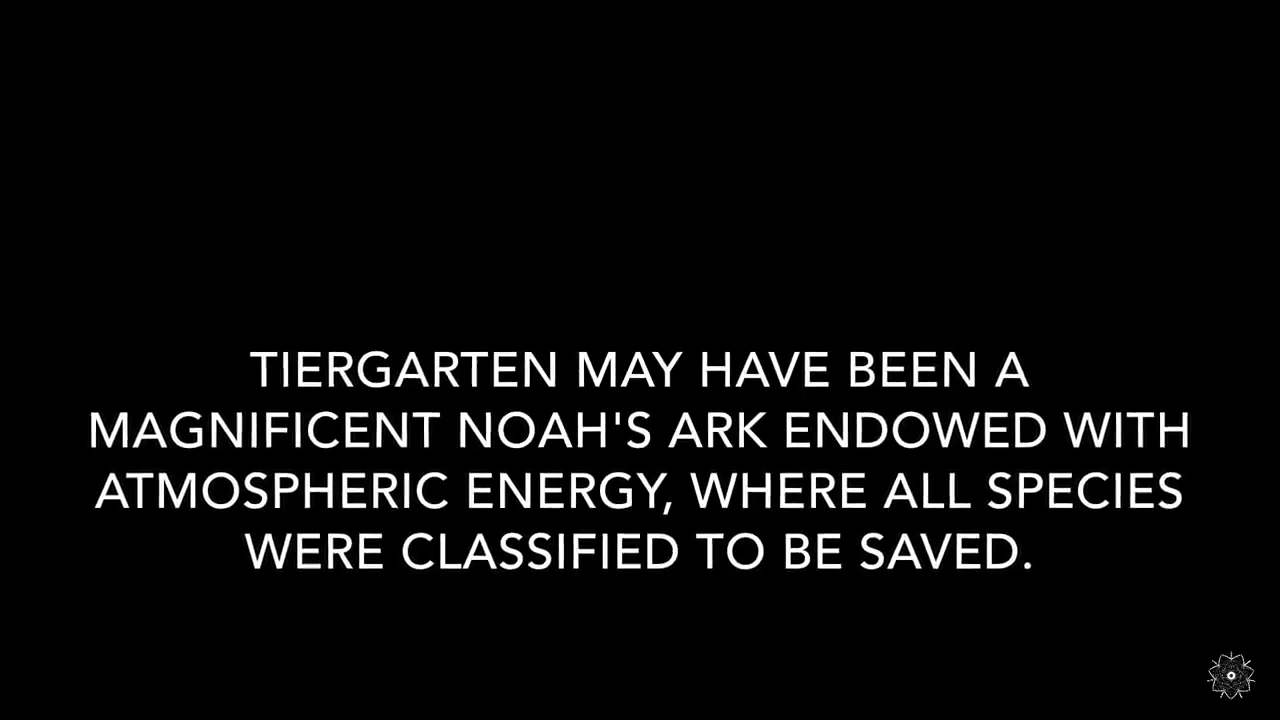 TIERGARTEN MAY HAVE BEEN A
MAGNIFICENT NOAH'S ARK ENDOWED WITH
ATMOSPHERIC ENERGY, WHERE ALL SPECIES
WERE CLASSIFIED TO BE SAVED.